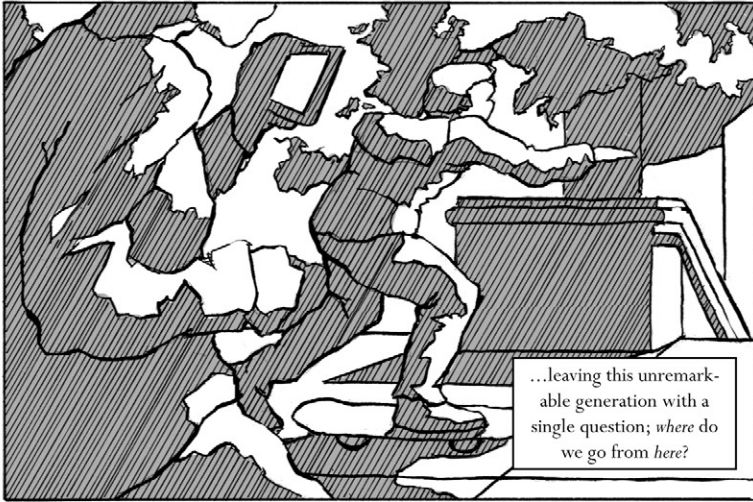 …leaving this unremark-
able generation with a
single question; where do
we go from here?